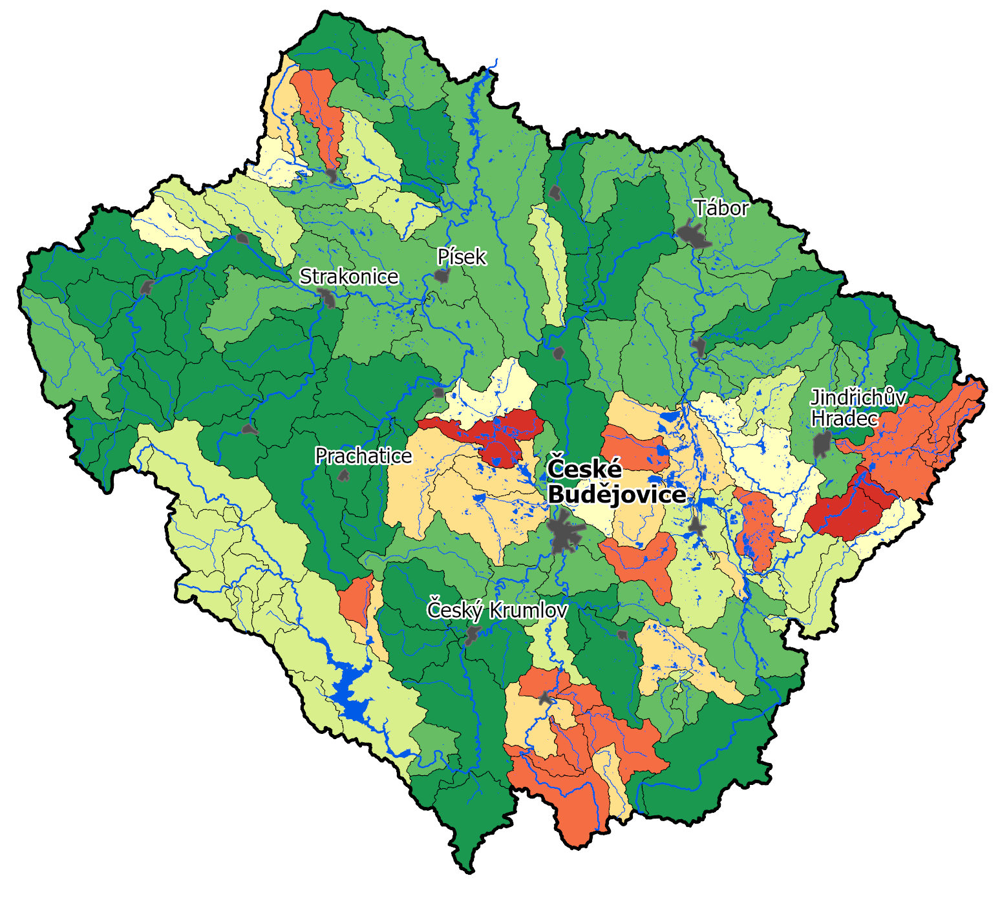 Tábor
Písek
Strakonice
Jindřichův
Hradec
Prachatice
České
Budějovice
Český Krumlov